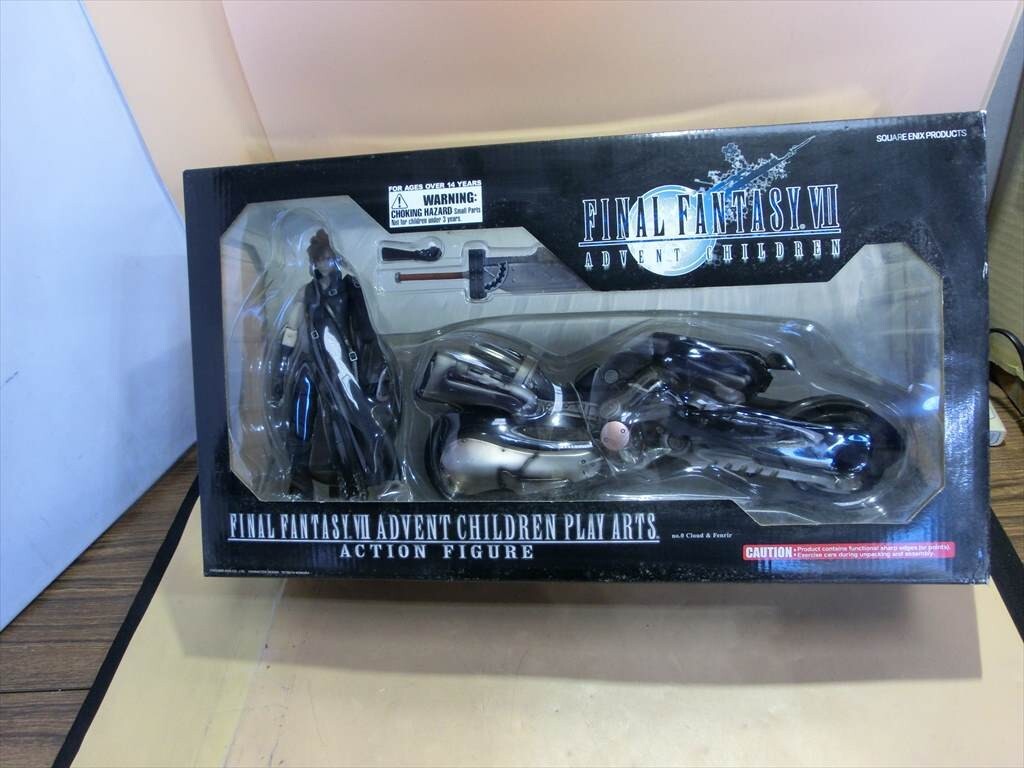 SQUARE ENIX PRODUCTS
FOR AGES OVER 14 YEARS
WARNING:
CHOKING HAZARD Small Parts
Not for children under 3 years
FINAL FANTASY VII
ADVENT CHILDREN
FINAL FANTASY VII ADVENT CHILDREN PLAY ARTS.
no.0 Cloud & Fenrir
ACTION FIGURE
CAUTION • Product contains functional sharp edges (or points).
• Exercise care during unpacking and assembly.